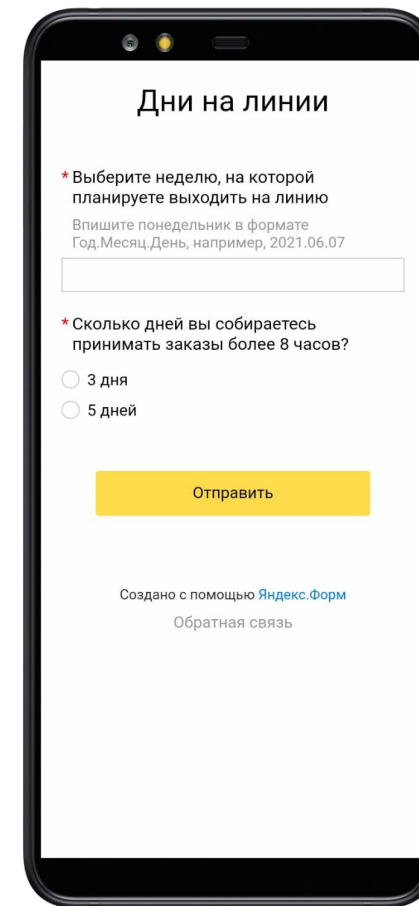 Дни на линии
* Выберите неделю, на которой
планируете выходить на линию
Впишите понедельник в формате
Год.Месяц.День, например, 2021.06.07
* Сколько дней вы собираетесь
принимать заказы более 8 часов?
3 дня
5 дней
Отправить
Создано с помощью Яндекс.Форм
Обратная связь